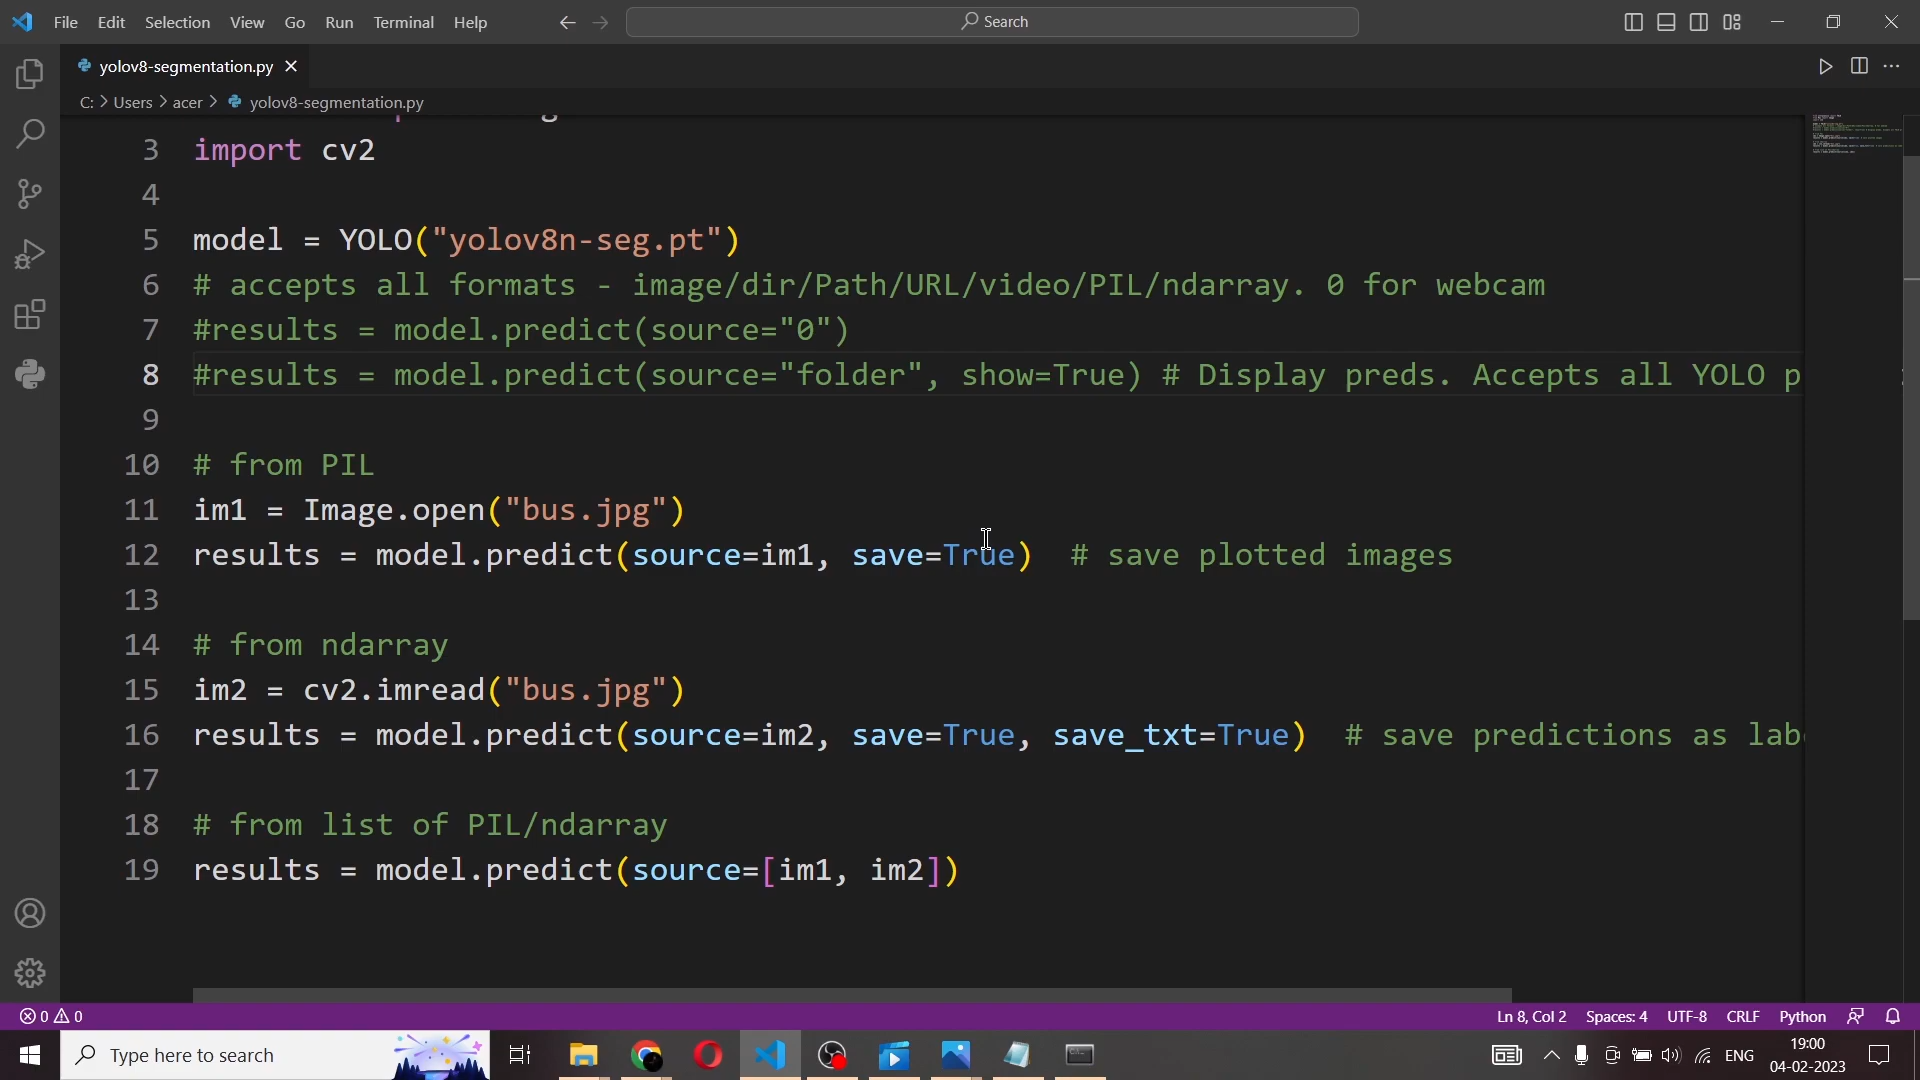 File Edit Selection View Go Run Terminal Help
Search
yolov8-segmentation.py
C: > Users > acer > yolov8-segmentation.py
3 import cv2
4
5 model = YOLO("yolov8n-seg.pt")
6 # accepts all formats - image/dir/Path/URL/video/PIL/ndarray. 0 for webcam
7 #results = model.predict(source="0")
8 #results = model.predict(source="folder", show=True) # Display preds. Accepts all YOLO p
9
10 # from PIL
11 im1 = Image.open("bus.jpg")
12 results = model.predict(source=im1, save=True)  # save plotted images
13
14 # from ndarray
15 im2 = cv2.imread("bus.jpg")
16 results = model.predict(source=im2, save=True, save_txt=True)  # save predictions as lab
17
18 # from list of PIL/ndarray
19 results = model.predict(source=[im1, im2])
0 0
Ln 8, Col 2 Spaces: 4 UTF-8 CRLF Python
Type here to search
ENG
19:00
04-02-2023